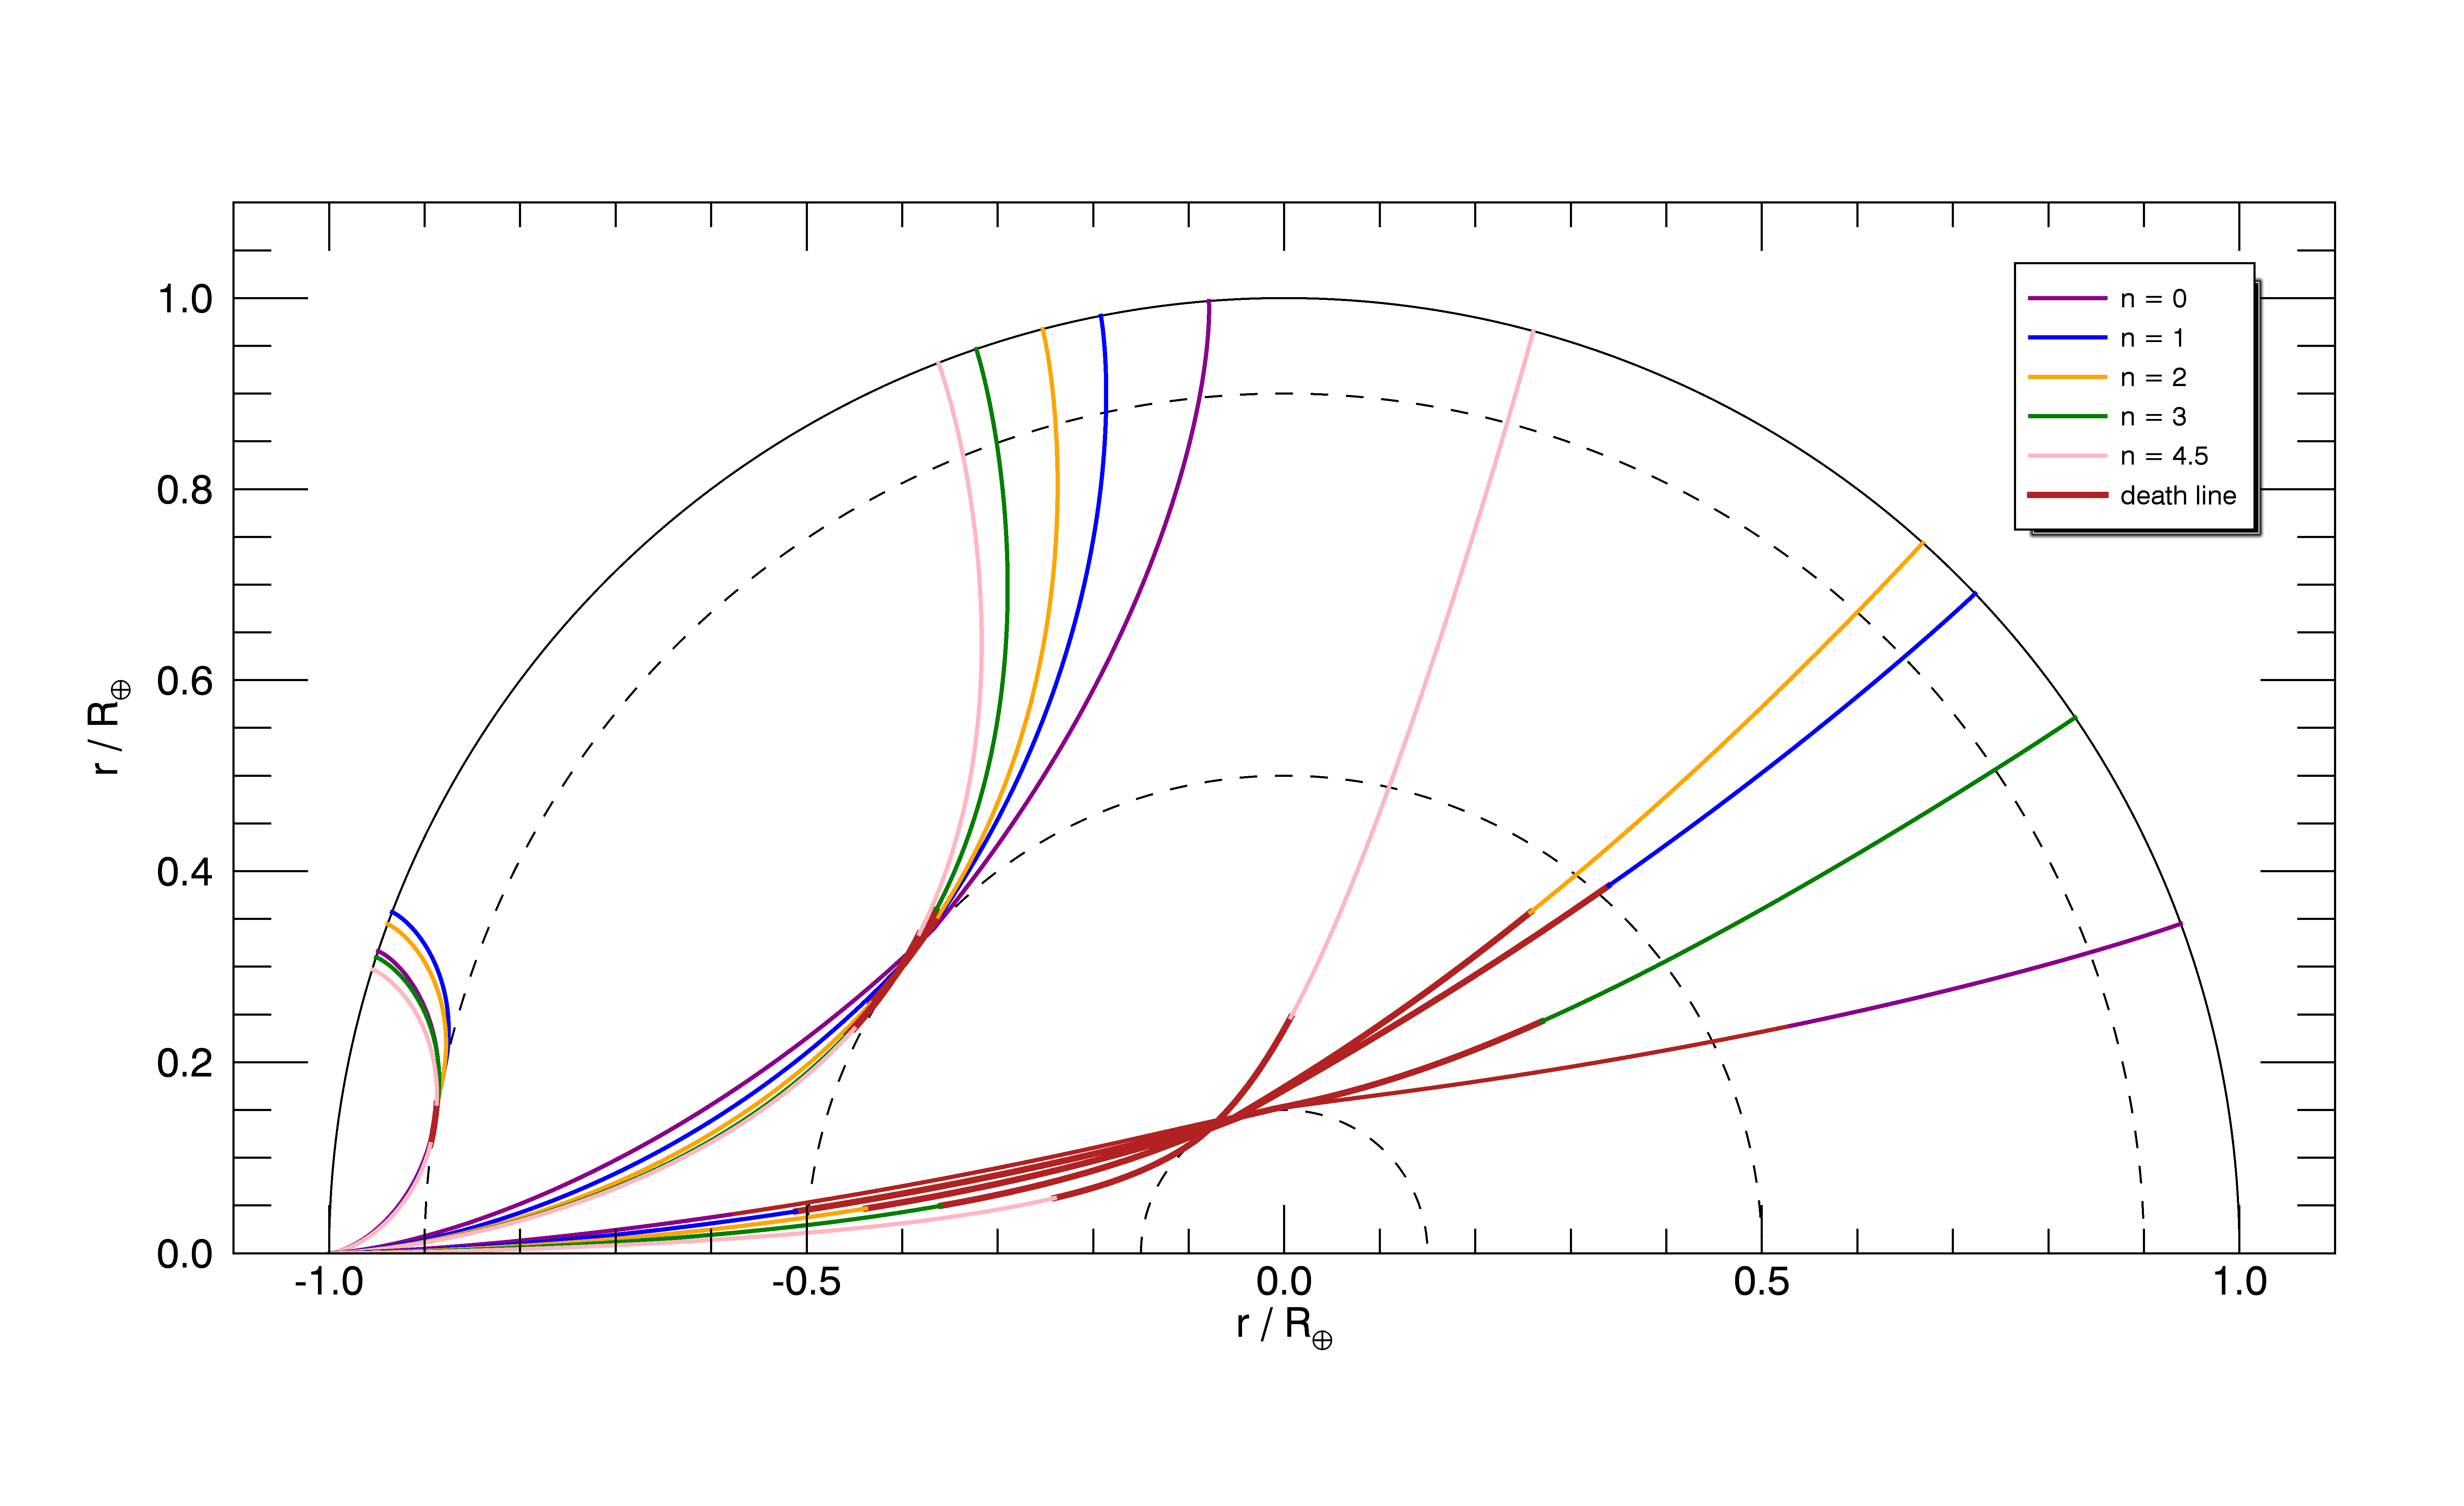 n = 0
n = 1
n = 2
n = 3
n = 4.5
death line
1.0
0.8
0.6
0.4
0.2
0.0
r / R⊕
-1.0 -0.5 0.0 0.5 1.0
r / R⊕